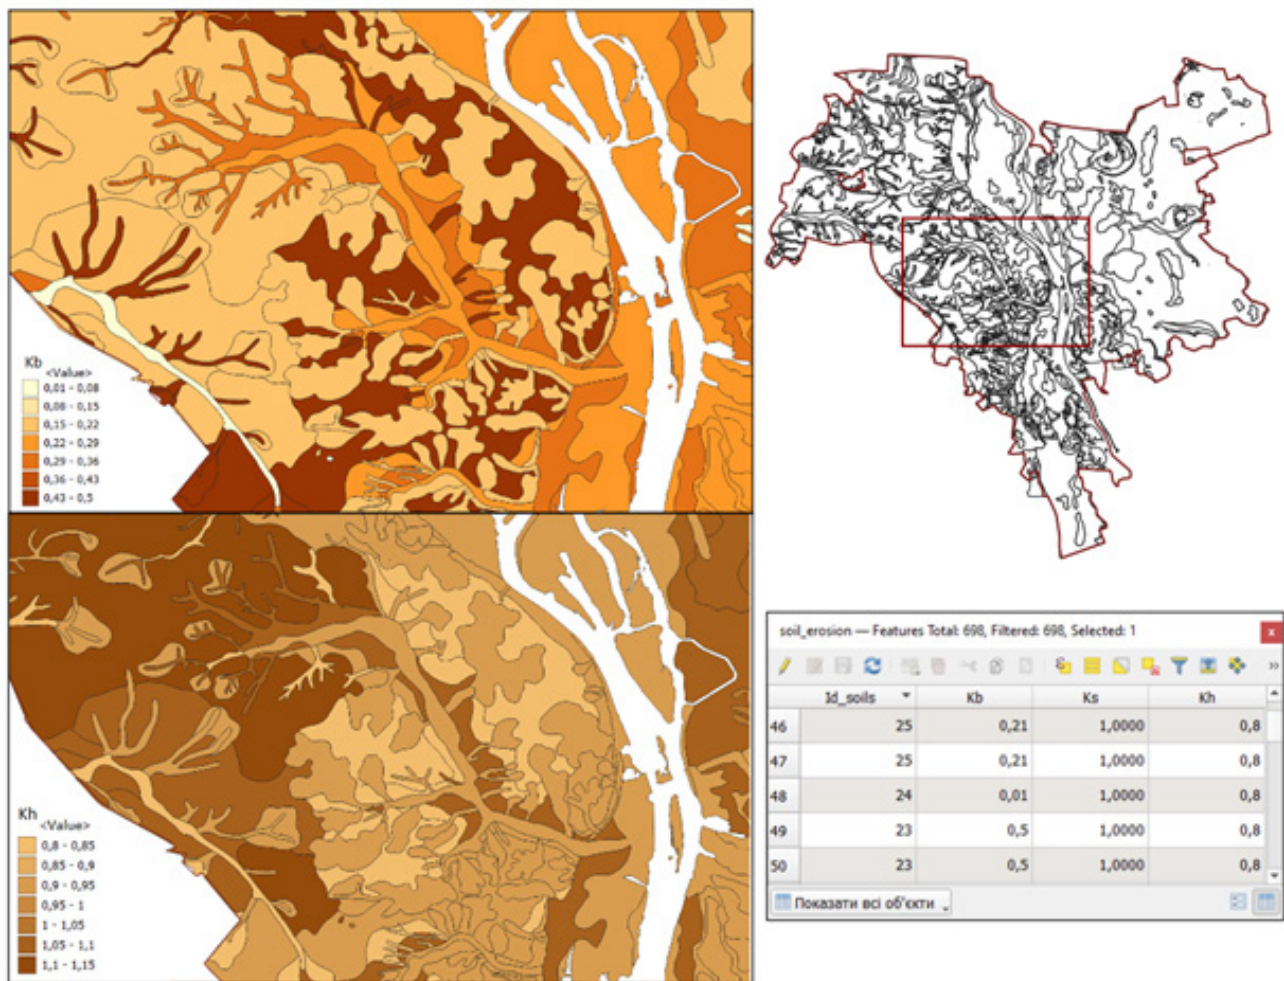 Kb
<Value>
0,01 - 0,08
0,08 - 0,15
0,15 - 0,22
0,22 - 0,29
0,29 - 0,36
0,36 - 0,43
0,43 - 0,5
Kh
<Value>
0,8 - 0,85
0,85 - 0,9
0,9 - 0,95
0,95 - 1
1 - 1,05
1,05 - 1,1
1,1 - 1,15
soil_erosion — Features Total: 698, Filtered: 698, Selected: 1
x
»
Id_soils Kb Ks Kh
46 25 0,21 1,0000 0,8
47 25 0,21 1,0000 0,8
48 24 0,01 1,0000 0,8
49 23 0,5 1,0000 0,8
50 23 0,5 1,0000 0,8
Показати всі об'єкти